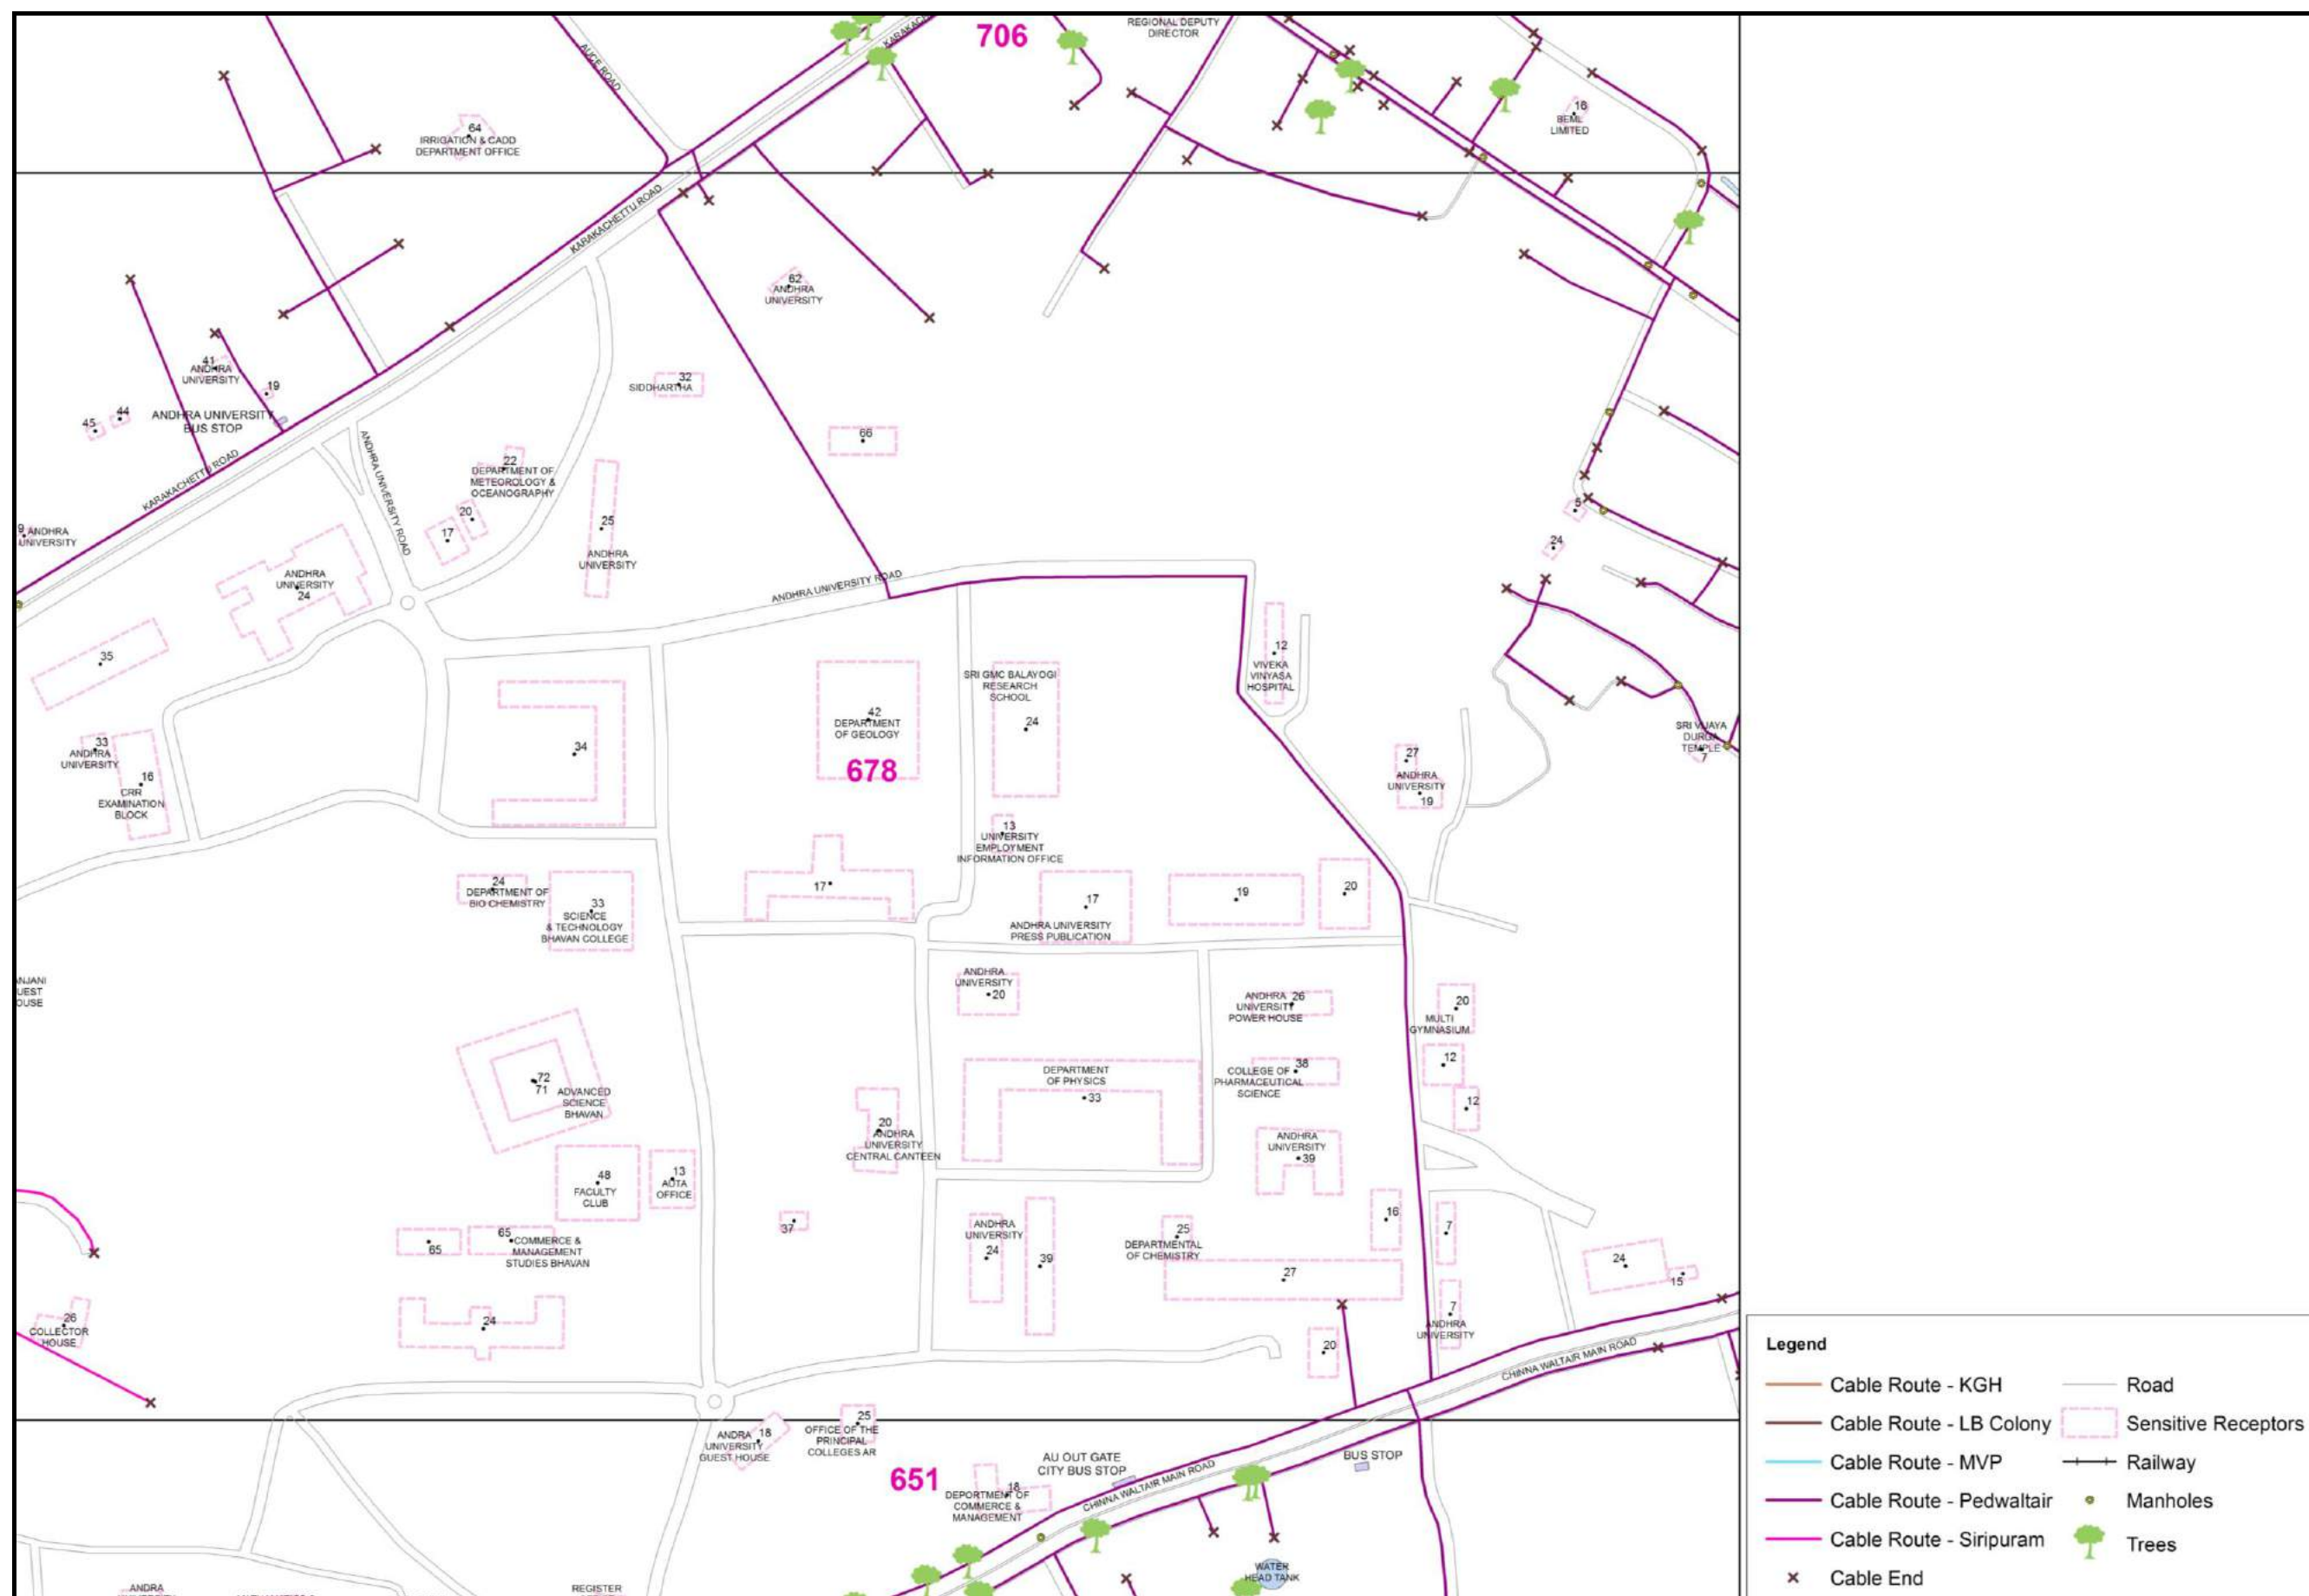 706
REGIONAL DEPUTY
DIRECTOR
AUCE ROAD
64
IRRIGATION & CADD
DEPARTMENT OFFICE
16
BEML
LIMITED
KARAKACHETTU ROAD
62
ANDHRA
UNIVERSITY
41
ANDHRA
UNIVERSITY
19
32
SIDDHARTHA
45
44
ANDHRA UNIVERSITY
BUS STOP
66
ANDHRA UNIVERSITY ROAD
22
DEPARTMENT OF
METEOROLOGY &
OCEANOGRAPHY
KARAKACHETTU ROAD
20
17
25
ANDHRA
UNIVERSITY
9
ANDHRA
UNIVERSITY
5
24
ANDHRA
UNIVERSITY
24
ANDHRA UNIVERSITY ROAD
35
12
VIVEKA
VINYASA
HOSPITAL
SRI GMC BALAYOGI
RESEARCH
SCHOOL
24
42
DEPARTMENT
OF GEOLOGY
678
34
33
ANDHRA
UNIVERSITY
16
CRR
EXAMINATION
BLOCK
27
ANDHRA
UNIVERSITY
19
SRI VIJAYA
DURGA
TEMPLE
7
13
UNIVERSITY
EMPLOYMENT
INFORMATION OFFICE
24
DEPARTMENT OF
BIO CHEMISTRY
33
SCIENCE
& TECHNOLOGY
BHAVAN COLLEGE
17
17
ANDHRA UNIVERSITY
PRESS PUBLICATION
19
20
ANDHRA
UNIVERSITY
20
ANDHRA
UNIVERSITY
POWER HOUSE
26
20
MULTI
GYMNASIUM
12
12
72
71
ADVANCED
SCIENCE
BHAVAN
DEPARTMENT
OF PHYSICS
33
38
COLLEGE OF
PHARMACEUTICAL
SCIENCE
20
ANDHRA
UNIVERSITY
CENTRAL CANTEEN
ANDHRA
UNIVERSITY
39
48
FACULTY
CLUB
13
AUTA
OFFICE
37
16
7
65
65
COMMERCE &
MANAGEMENT
STUDIES BHAVAN
ANDHRA
UNIVERSITY
24
39
25
DEPARTMENTAL
OF CHEMISTRY
27
24
15
26
COLLECTOR
HOUSE
24
20
7
ANDHRA
UNIVERSITY
CHINNA WALTAIR MAIN ROAD
ANDRA
UNIVERSITY
GUEST HOUSE
18
25
OFFICE OF THE
PRINCIPAL
COLLEGES AR
651
AU OUT GATE
CITY BUS STOP
BUS STOP
CHINNA WALTAIR MAIN ROAD
18
DEPORTMENT OF
COMMERCE &
MANAGEMENT
WATER
HEAD TANK
ANDRA
REGISTER
Legend
Cable Route - KGH
Cable Route - LB Colony
Cable Route - MVP
Cable Route - Pedwaltair
Cable Route - Siripuram
Cable End
Road
Sensitive Receptors
Railway
Manholes
Trees